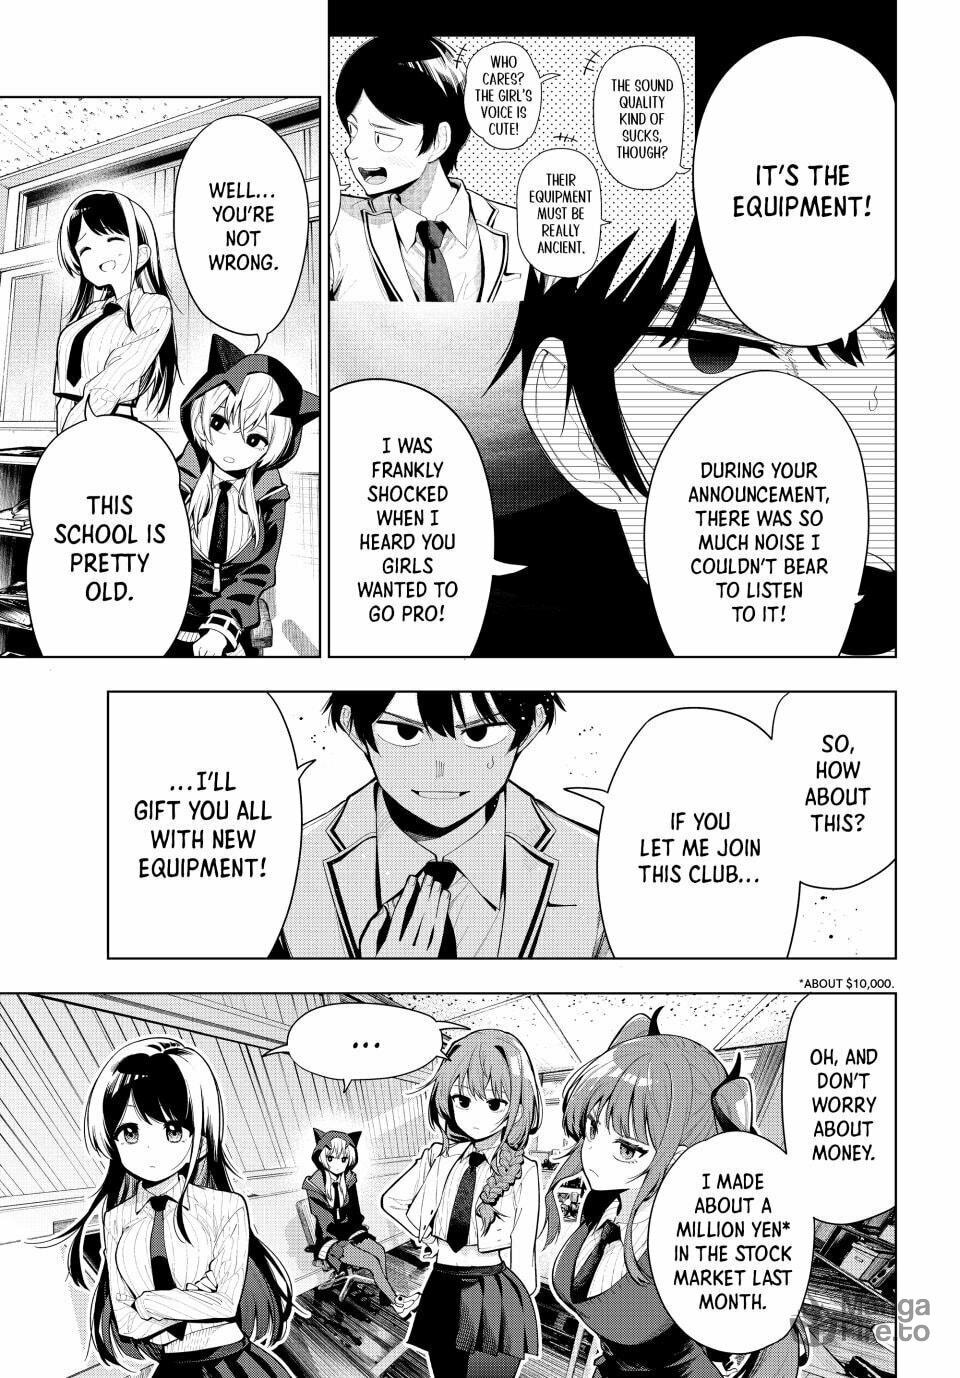 IT'S THE
EQUIPMENT!
THE SOUND
QUALITY
KIND OF
SUCKS,
THOUGH?
WHO
CARES?
THE GIRL'S
VOICE IS
CUTE!
THEIR
EQUIPMENT
MUST BE
REALLY
ANCIENT.
DURING YOUR
ANNOUNCEMENT,
THERE WAS SO
MUCH NOISE I
COULDN'T BEAR
TO LISTEN
TO IT!
I WAS
FRANKLY
SHOCKED
WHEN I
HEARD YOU
GIRLS
WANTED TO
GO PRO!
WELL...
YOU'RE
NOT
WRONG.
THIS
SCHOOL IS
PRETTY
OLD.
SO,
HOW
ABOUT
THIS?
IF YOU
LET ME JOIN
THIS CLUB...
...I'LL
GIFT YOU ALL
WITH NEW
EQUIPMENT!
*ABOUT $10,000.
OH, AND
DON'T
WORRY
ABOUT
MONEY.
I MADE
ABOUT A
MILLION YEN*
IN THE STOCK
MARKET LAST
MONTH.
...
Manga
Fire.to